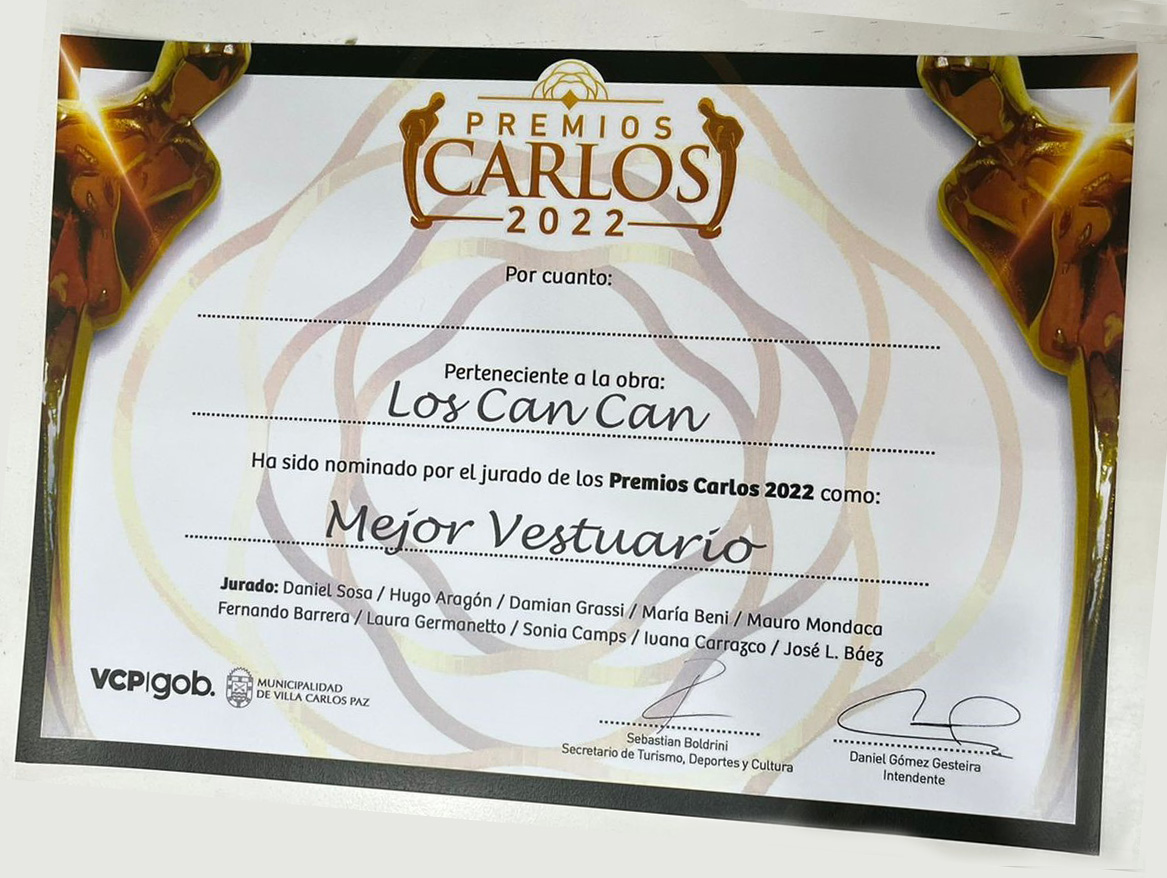 PREMIOS
CARLOS
2022
Por cuanto:
Perteneciente a la obra:
Los Can Can
Ha sido nominado por el jurado de los Premios Carlos 2022 como:
Mejor Vestuario
Jurado: Daniel Sosa / Hugo Aragón / Damian Grassi / María Beni / Mauro Mondaca
Fernando Barrera / Laura Germanetto / Sonia Camps / Ivana Carrazco / José L. Báez
VCP|gob.
MUNICIPALIDAD
DE VILLA CARLOS PAZ
Sebastian Boldrini
Secretario de Turismo, Deportes y Cultura
Daniel Gómez Gesteira
Intendente